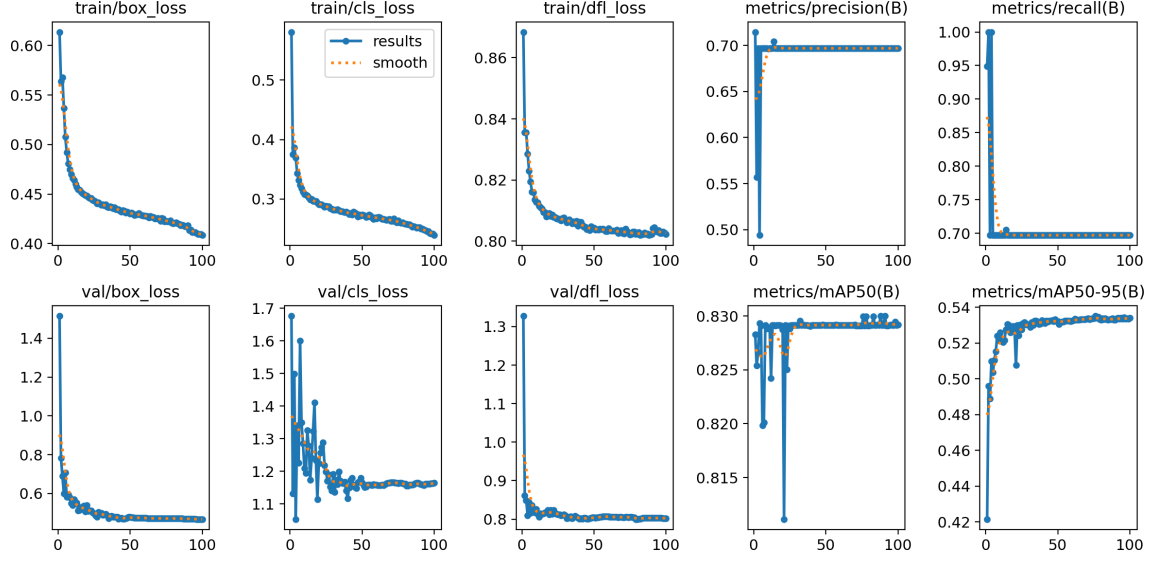 train/box_loss
train/cls_loss
train/dfl_loss
metrics/precision(B)
metrics/recall(B)
0.60
0.55
0.50
0.45
0.40
0 50 100
results
smooth
0.5
0.4
0.3
0 50 100
0.86
0.84
0.82
0.80
0 50 100
0.70
0.65
0.60
0.55
0.50
0 50 100
1.00
0.95
0.90
0.85
0.80
0.75
0.70
0 50 100
val/box_loss
val/cls_loss
val/dfl_loss
metrics/mAP50(B)
metrics/mAP50-95(B)
1.4
1.2
1.0
0.8
0.6
0 50 100
1.7
1.6
1.5
1.4
1.3
1.2
1.1
0 50 100
1.3
1.2
1.1
1.0
0.9
0.8
0 50 100
0.830
0.825
0.820
0.815
0 50 100
0.54
0.52
0.50
0.48
0.46
0.44
0.42
0 50 100